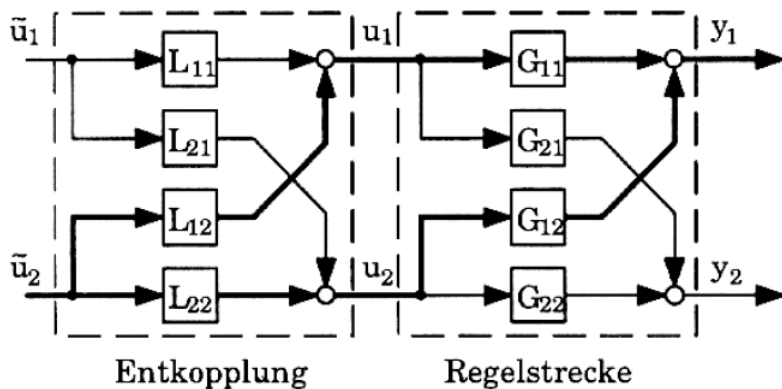 ũ₁ L₁₁ u₁ G₁₁ y₁
L₂₁ G₂₁
L₁₂ G₁₂
ũ₂ L₂₂ u₂ G₂₂ y₂
Entkopplung Regelstrecke